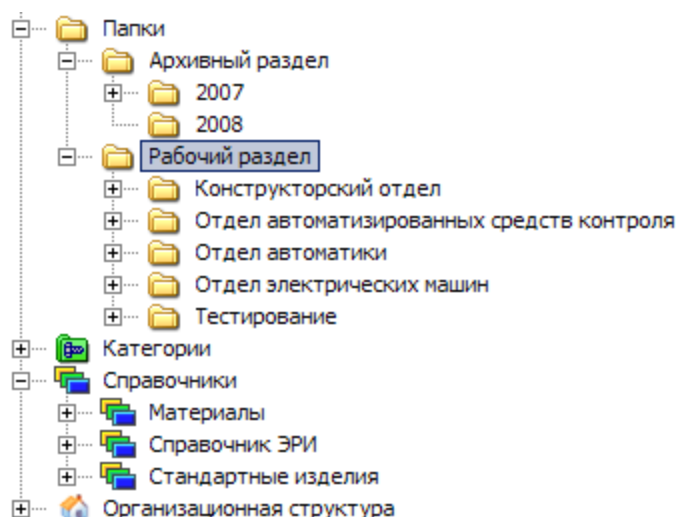 Папки
Архивный раздел
2007
2008
Рабочий раздел
Конструкторский отдел
Отдел автоматизированных средств контроля
Отдел автоматики
Отдел электрических машин
Тестирование
Категории
Справочники
Материалы
Справочник ЭРИ
Стандартные изделия
Организационная структура